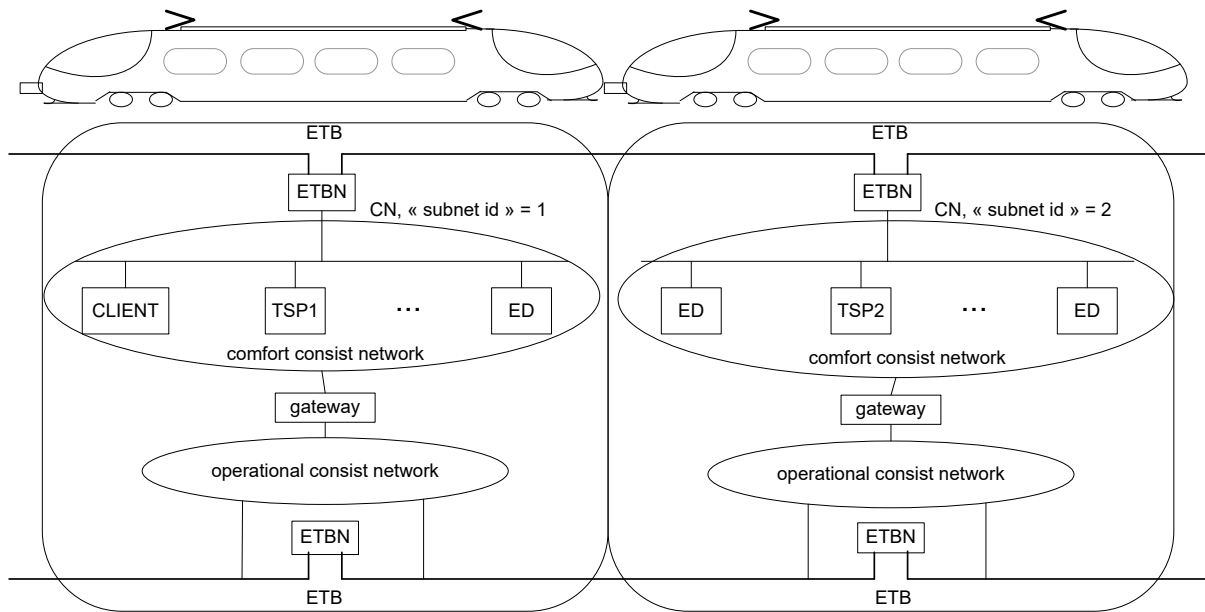 ETB
ETB
ETBN
ETBN
CN, « subnet id » = 1
CN, « subnet id » = 2
CLIENT
TSP1
...
ED
ED
TSP2
...
ED
comfort consist network
comfort consist network
gateway
gateway
operational consist network
operational consist network
ETBN
ETBN
ETB
ETB